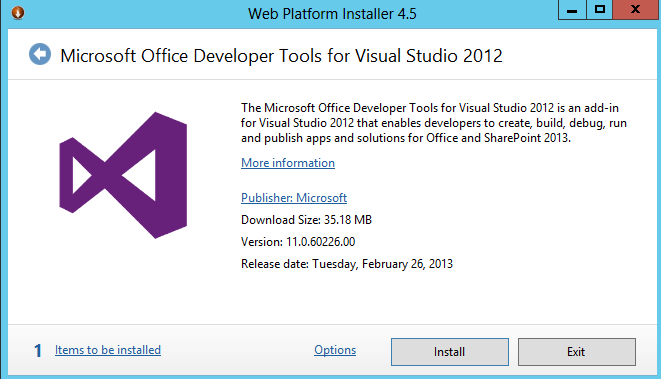 Web Platform Installer 4.5
Microsoft Office Developer Tools for Visual Studio 2012
The Microsoft Office Developer Tools for Visual Studio 2012 is an add-in
for Visual Studio 2012 that enables developers to create, build, debug, run
and publish apps and solutions for Office and SharePoint 2013.
More information
Publisher: Microsoft
Download Size: 35.18 MB
Version: 11.0.60226.00
Release date: Tuesday, February 26, 2013
1 Items to be installed Options Install Exit